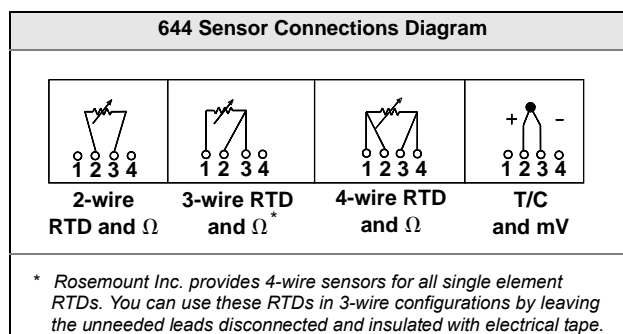 644 Sensor Connections Diagram
+ –
1 2 3 4 1 2 3 4 1 2 3 4 1 2 3 4
2-wire 3-wire RTD 4-wire RTD T/C
RTD and Ω and Ω* and Ω and mV
* Rosemount Inc. provides 4-wire sensors for all single element
RTDs. You can use these RTDs in 3-wire configurations by leaving
the unneeded leads disconnected and insulated with electrical tape.